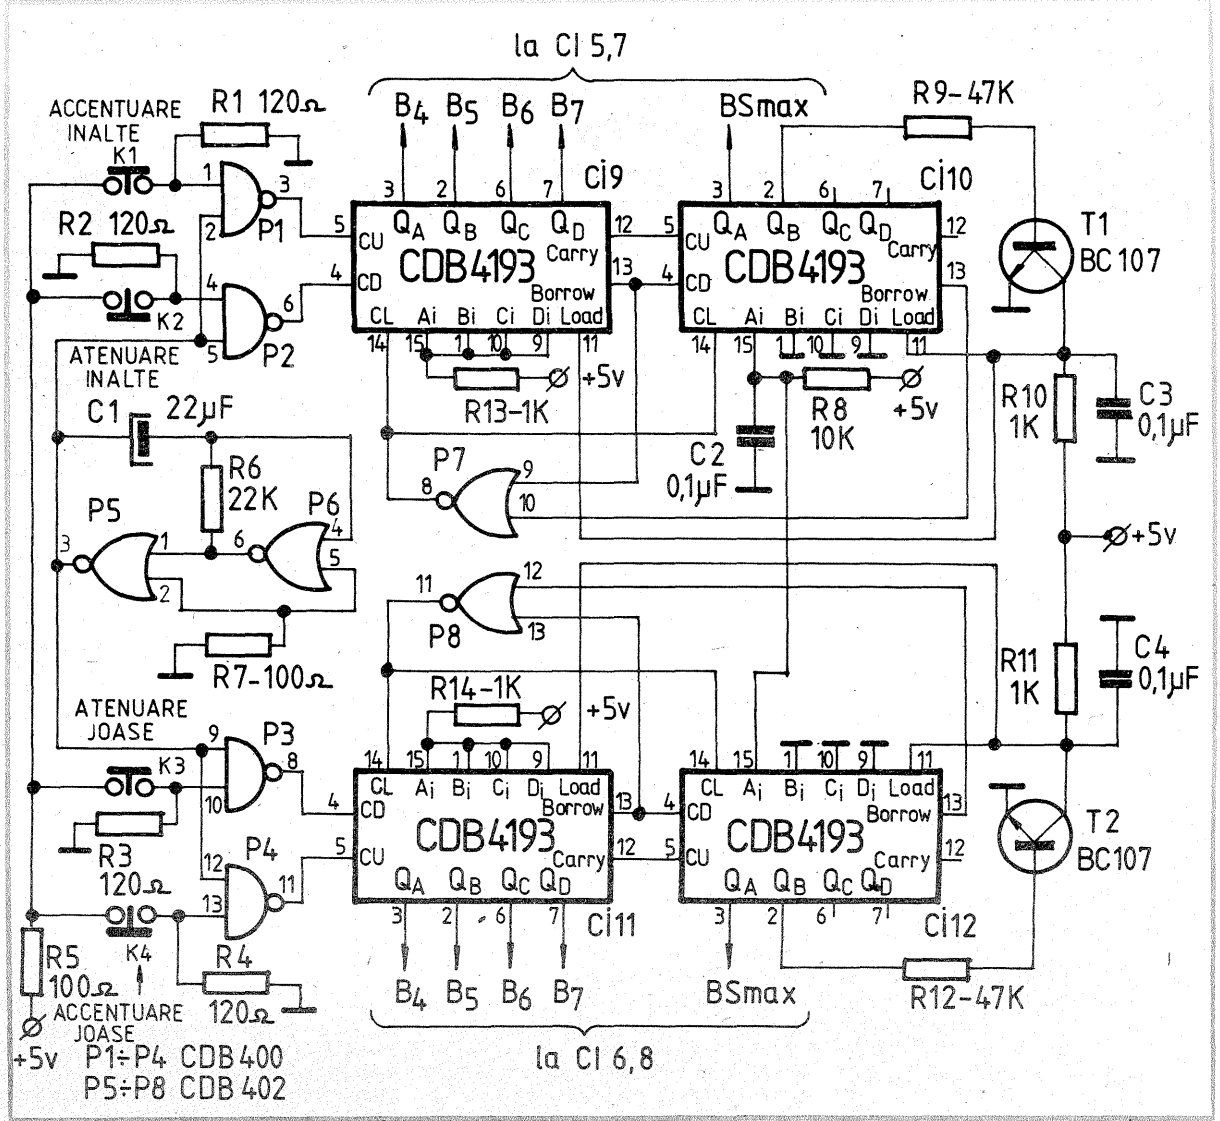 la CI 5,7
B4 B5 B6 B7 BSmax
R9-47K
ACCENTUARE
INALTE
K1
R1 120Ω
1 3 2
P1
R2 120Ω
K2
4 6 5
P2
ATENUARE
INALTE
3 2 6 7
Ci9
5 CU QA QB QC QD 12
CDB4193 Carry
4 CD 13
Borrow
CL Ai Bi Ci Di Load
14 15 1 10 9 11
R13-1K +5v
3 2 6 7
Ci10
5 CU QA QB QC QD 12
CDB4193 Carry
4 CD 13
Borrow
CL Ai Bi Ci Di Load
14 15 1 10 9 11
R8
10K
+5v
C2
0,1µF
T1
BC107
R10
1K
C3
0,1µF
C1 22µF
R6
22K
P5 P6
3 1 2 6 4 5
R7-100Ω
P7
8 9 10
P8
11 12 13
+5v
R11
1K
C4
0,1µF
ATENUARE
JOASE
K3
9 8 10
P3
R3
120Ω
P4
12 11 13
K4
R4
120Ω
R5
100Ω
+5v
ACCENTUARE
JOASE
R14-1K +5v
14 15 1 10 9 11
CL Ai Bi Ci Di Load
Borrow
4 CD 13
CDB4193
5 CU Carry 12
QA QB QC QD
3 2 6 7
Ci11
14 15 1 10 9 11
CL Ai Bi Ci Di Load
Borrow
4 CD 13
CDB4193
5 CU Carry 12
QA QB QC QD
3 2 6 7
Ci12
T2
BC107
B4 B5 B6 B7 BSmax
R12-47K
la CI 6,8
P1÷P4 CDB400
P5÷P8 CDB402